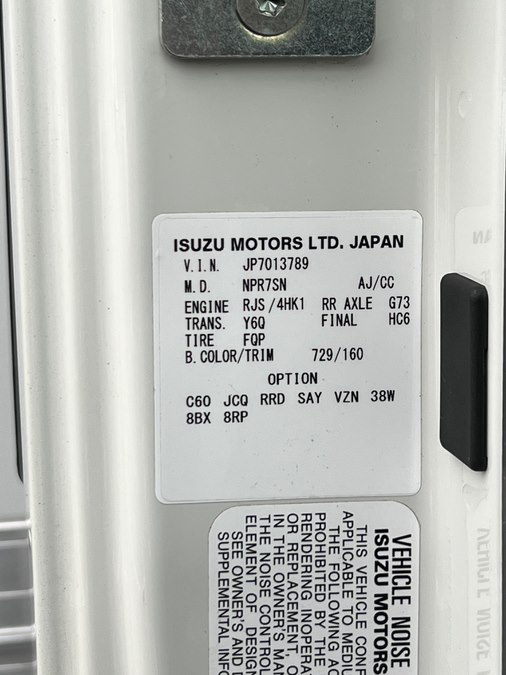 ISUZU MOTORS LTD. JAPAN
V.I.N. JP7013789
M.D. NPR7SN AJ/CC
ENGINE RJS/4HK1 RR AXLE G73
TRANS. Y6Q FINAL HC6
TIRE FQP
B.COLOR/TRIM 729/160
OPTION
C60 JCQ RRD SAY VZN 38W
8BX 8RP
VEHICLE NOISE
ISUZU MOTORS
THIS VEHICLE CONF
APPLICABLE TO MEDIU
THE FOLLOWING AC
PROHIBITED BY THE
RENDERING INOPERA
OR REPLACEMENT, O
IN THE OWNER'S MAN
THE NOISE CONTROL
ELEMENT OF DESIGN
SEE OWNER'S AND D
SUPPLEMENTAL INFO